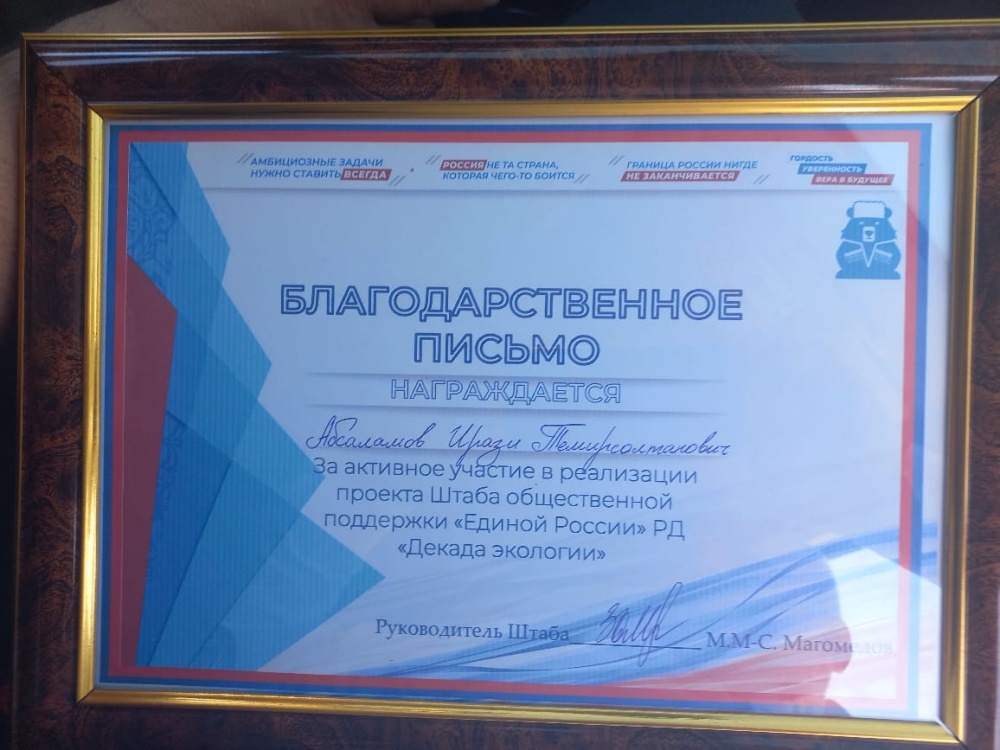 АМБИЦИОЗНЫЕ ЗАДАЧИ
НУЖНО СТАВИТЬ ВСЕГДА
РОССИЯ НЕ ТА СТРАНА,
КОТОРАЯ ЧЕГО-ТО БОИТСЯ
ГРАНИЦА РОССИИ НИГДЕ
НЕ ЗАКАНЧИВАЕТСЯ
ГОРДОСТЬ
УВЕРЕННОСТЬ
ВЕРА В БУДУЩЕЕ
БЛАГОДАРСТВЕННОЕ
ПИСЬМО
НАГРАЖДАЕТСЯ
Абсаламов Ирази Темирсолтанович
За активное участие в реализации
проекта Штаба общественной
поддержки «Единой России» РД
«Декада экологии»
Руководитель Штаба М.М-С. Магомедов